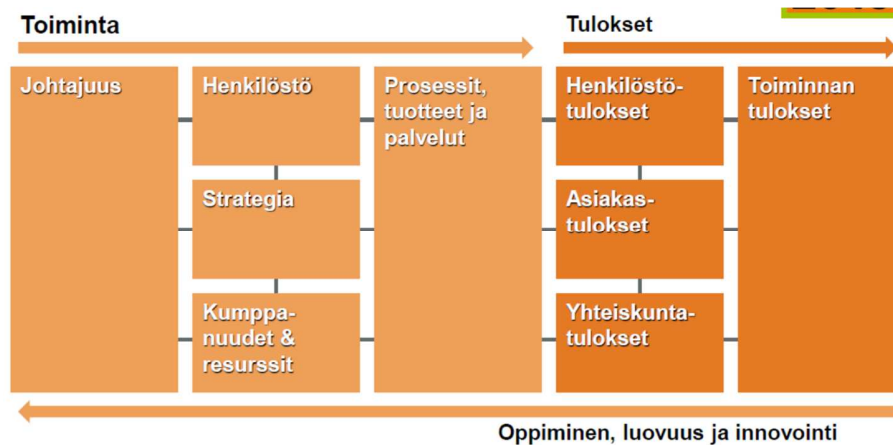 Toiminta
Tulokset
Johtajuus
Henkilöstö
Prosessit,
tuotteet ja
palvelut
Henkilöstö-
tulokset
Toiminnan
tulokset
Strategia
Asiakas-
tulokset
Kumppa-
nuudet &
resurssit
Yhteiskunta-
tulokset
Oppiminen, luovuus ja innovointi